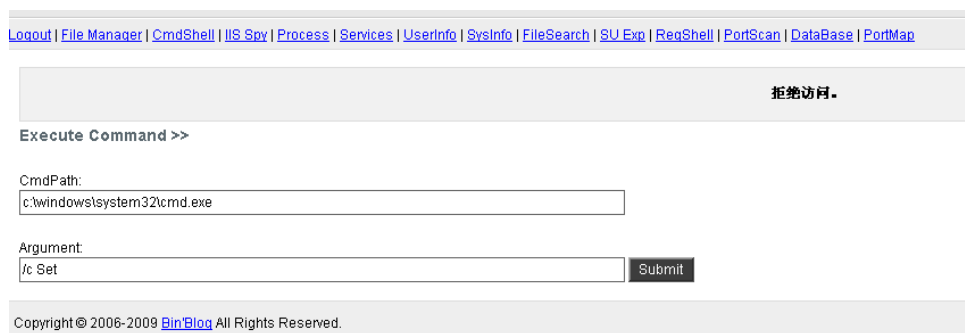 Logout | File Manager | CmdShell | IIS Spy | Process | Services | UserInfo | SysInfo | FileSearch | SU Exp | RegShell | PortScan | DataBase | PortMap
拒绝访问。
Execute Command >>
CmdPath:
c:\windows\system32\cmd.exe
Argument:
/c Set Submit
Copyright © 2006-2009 Bin'Blog All Rights Reserved.